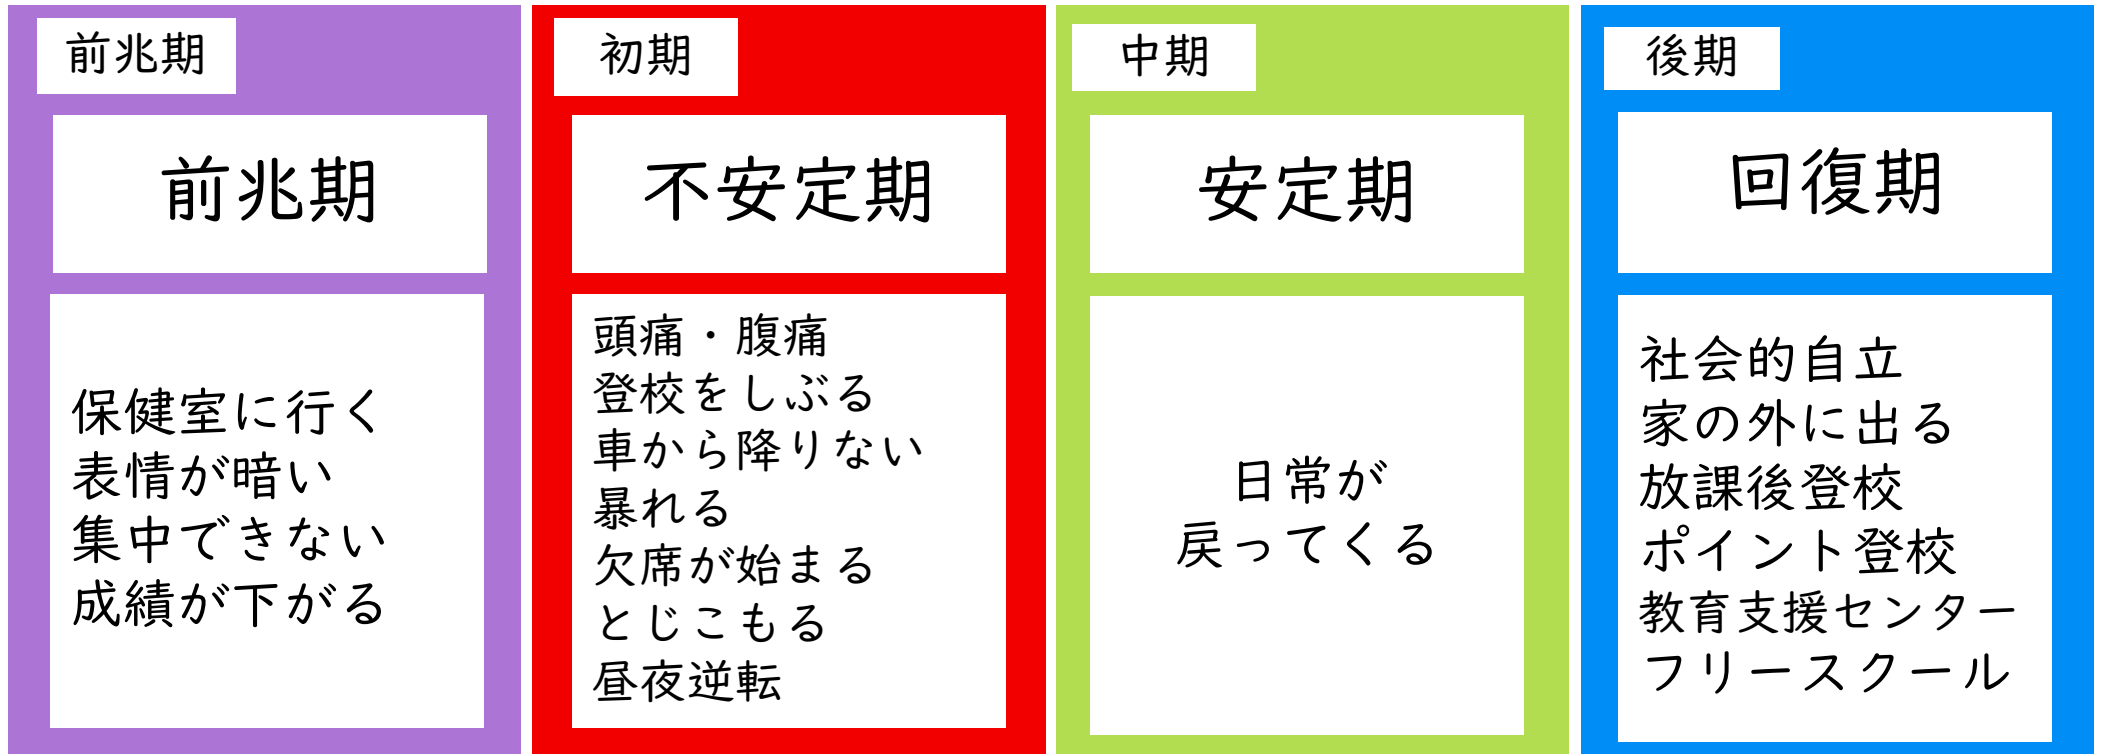 前兆期
前兆期
保健室に行く
表情が暗い
集中できない
成績が下がる
初期
不安定期
頭痛・腹痛
登校をしぶる
車から降りない
暴れる
欠席が始まる
とじこもる
昼夜逆転
中期
安定期
日常が
戻ってくる
後期
回復期
社会的自立
家の外に出る
放課後登校
ポイント登校
教育支援センター
フリースクール